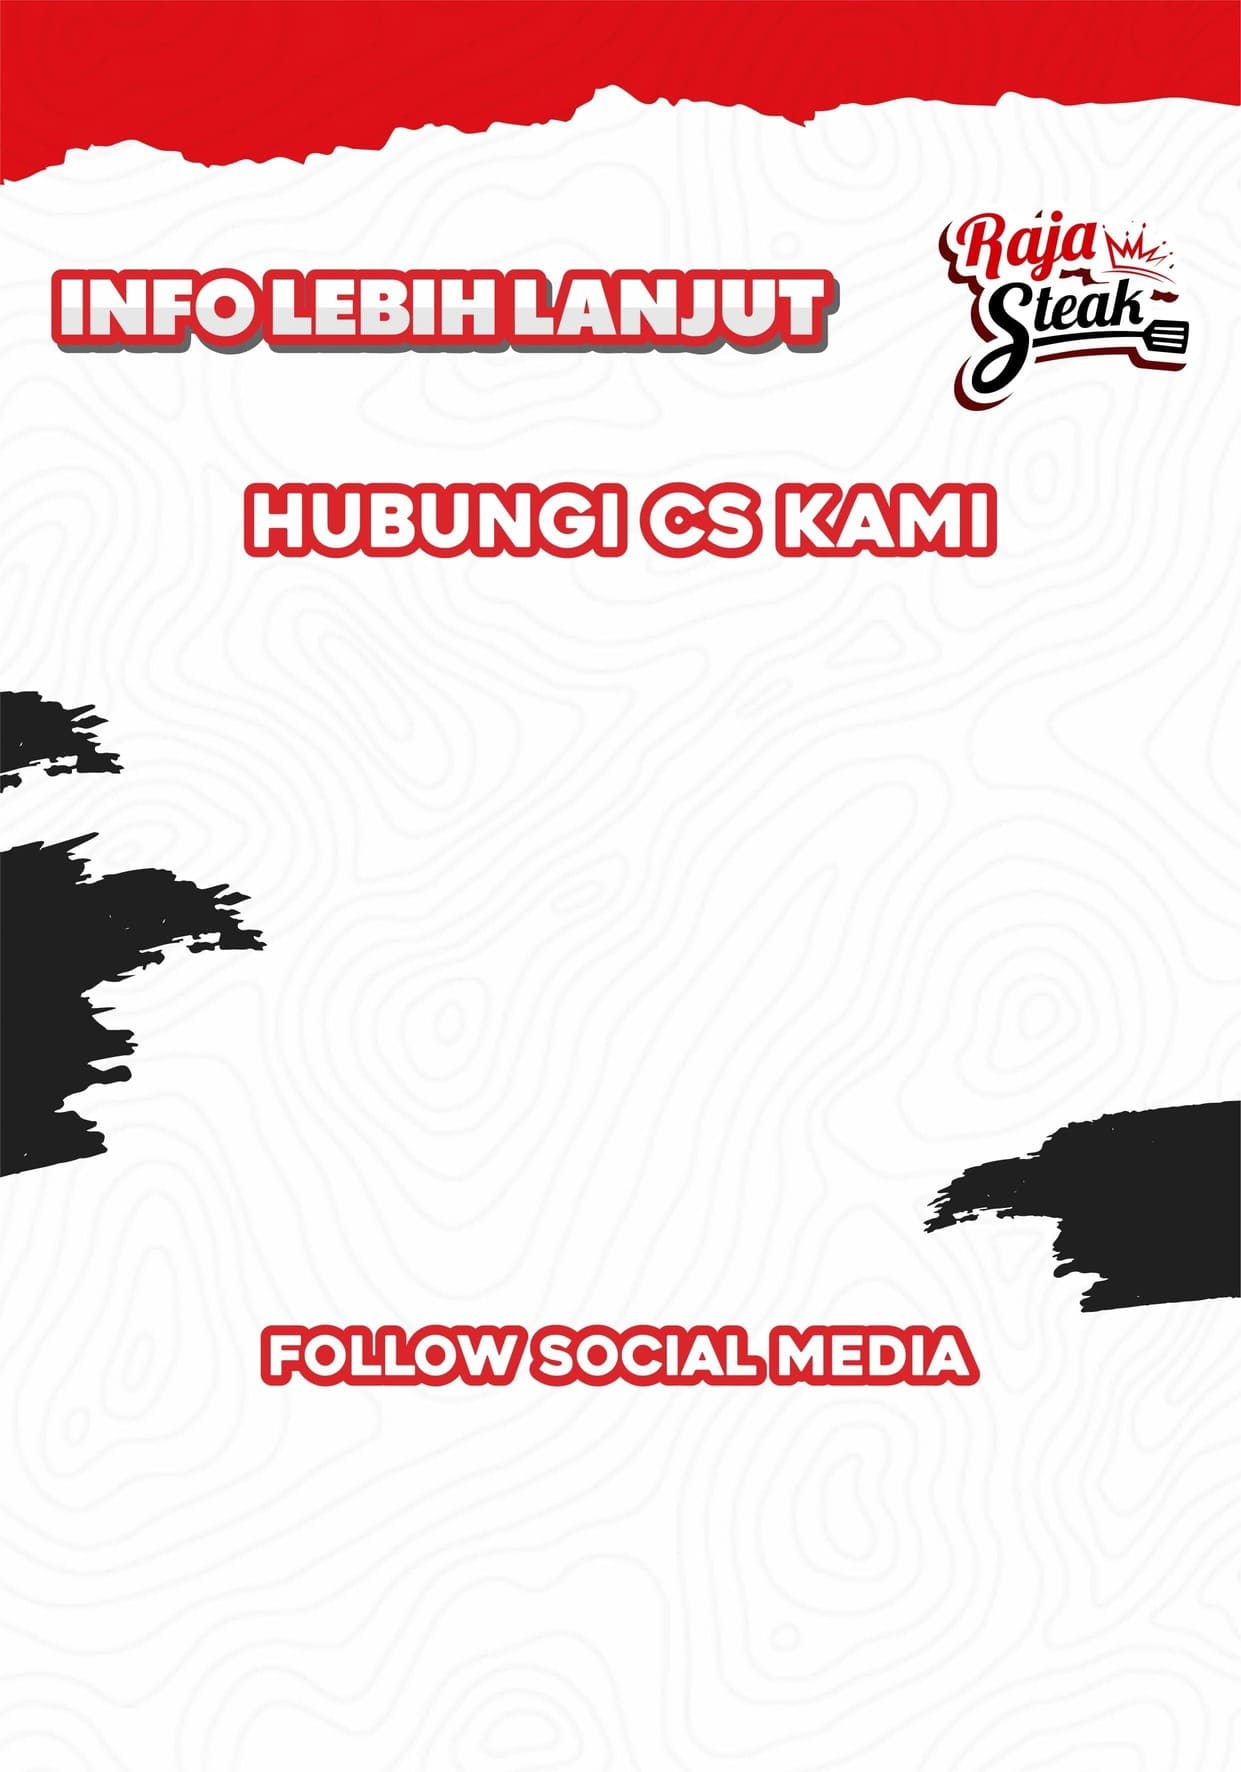 INFO LEBIH LANJUT
Raja
Steak
HUBUNGI CS KAMI
FOLLOW SOCIAL MEDIA